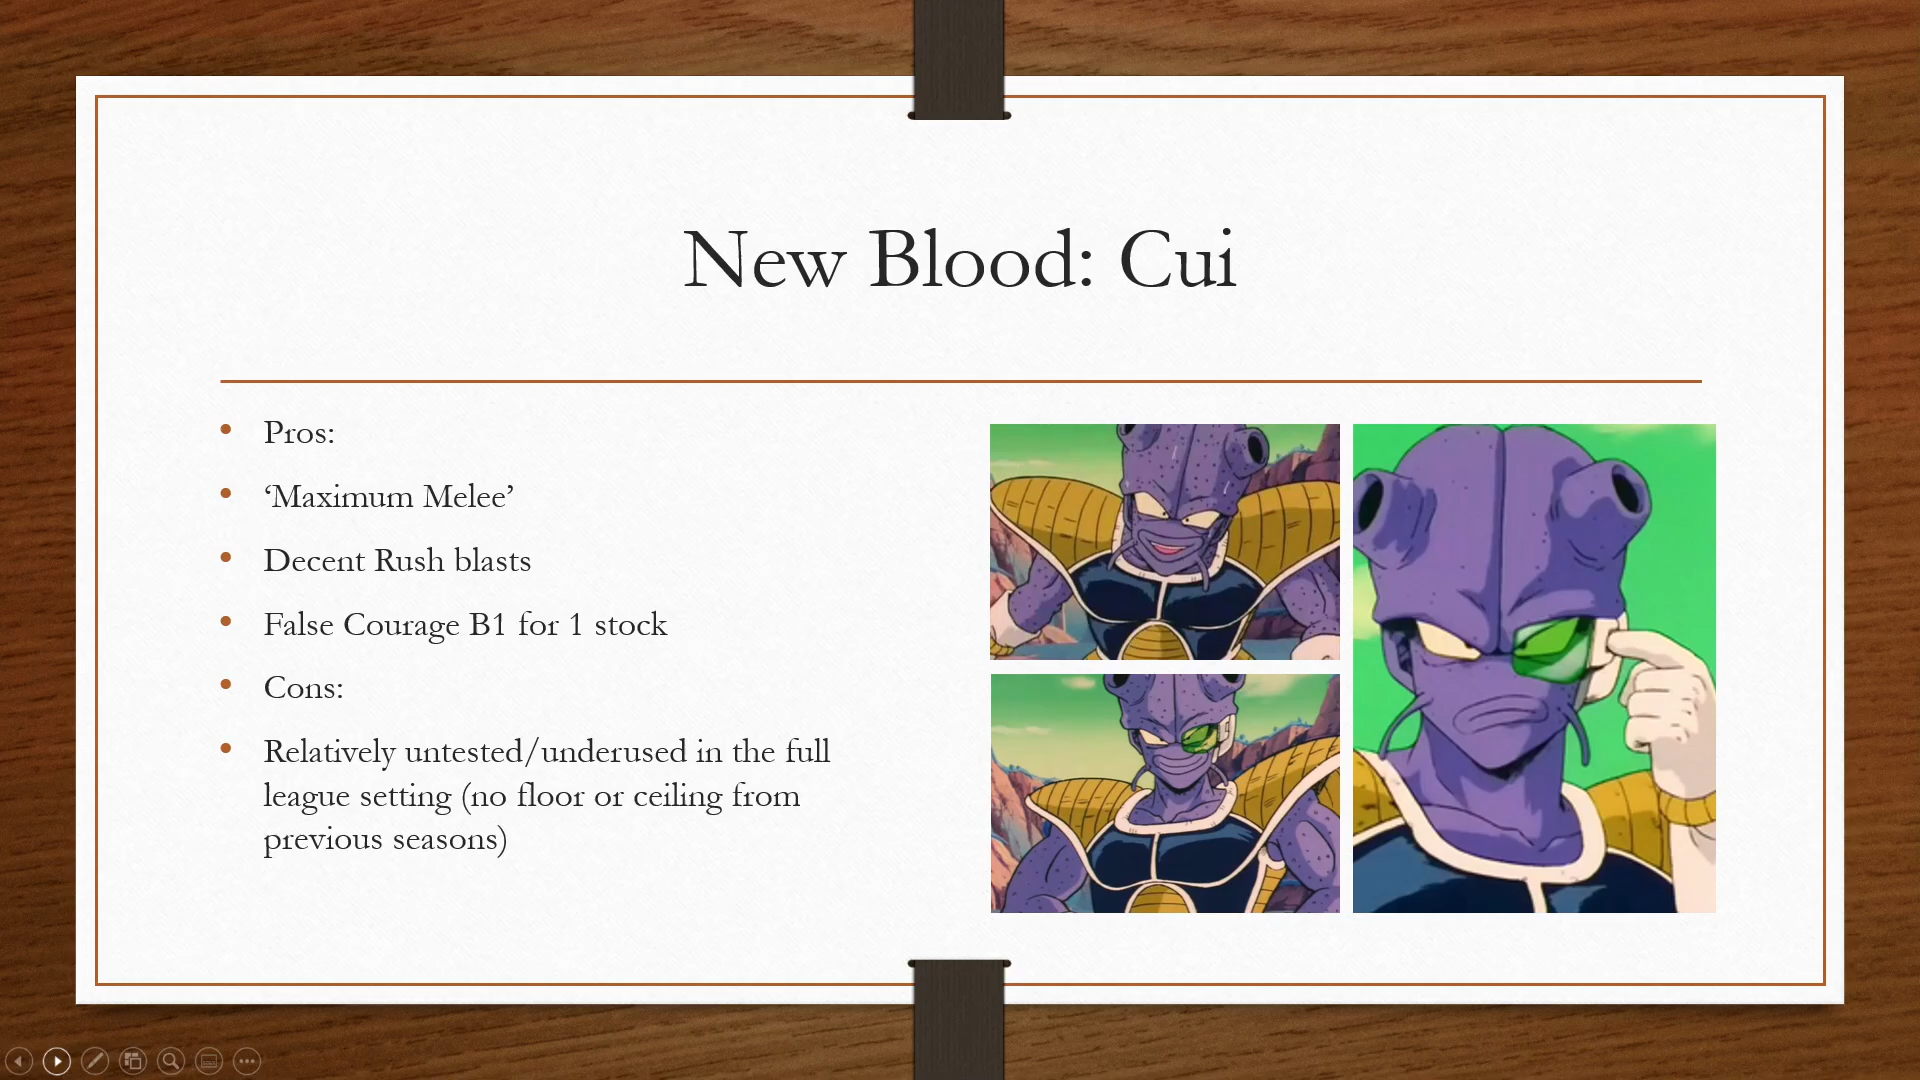 New Blood: Cui
• Pros:
• ‘Maximum Melee’
• Decent Rush blasts
• False Courage B1 for 1 stock
• Cons:
• Relatively untested/underused in the full
league setting (no floor or ceiling from
previous seasons)